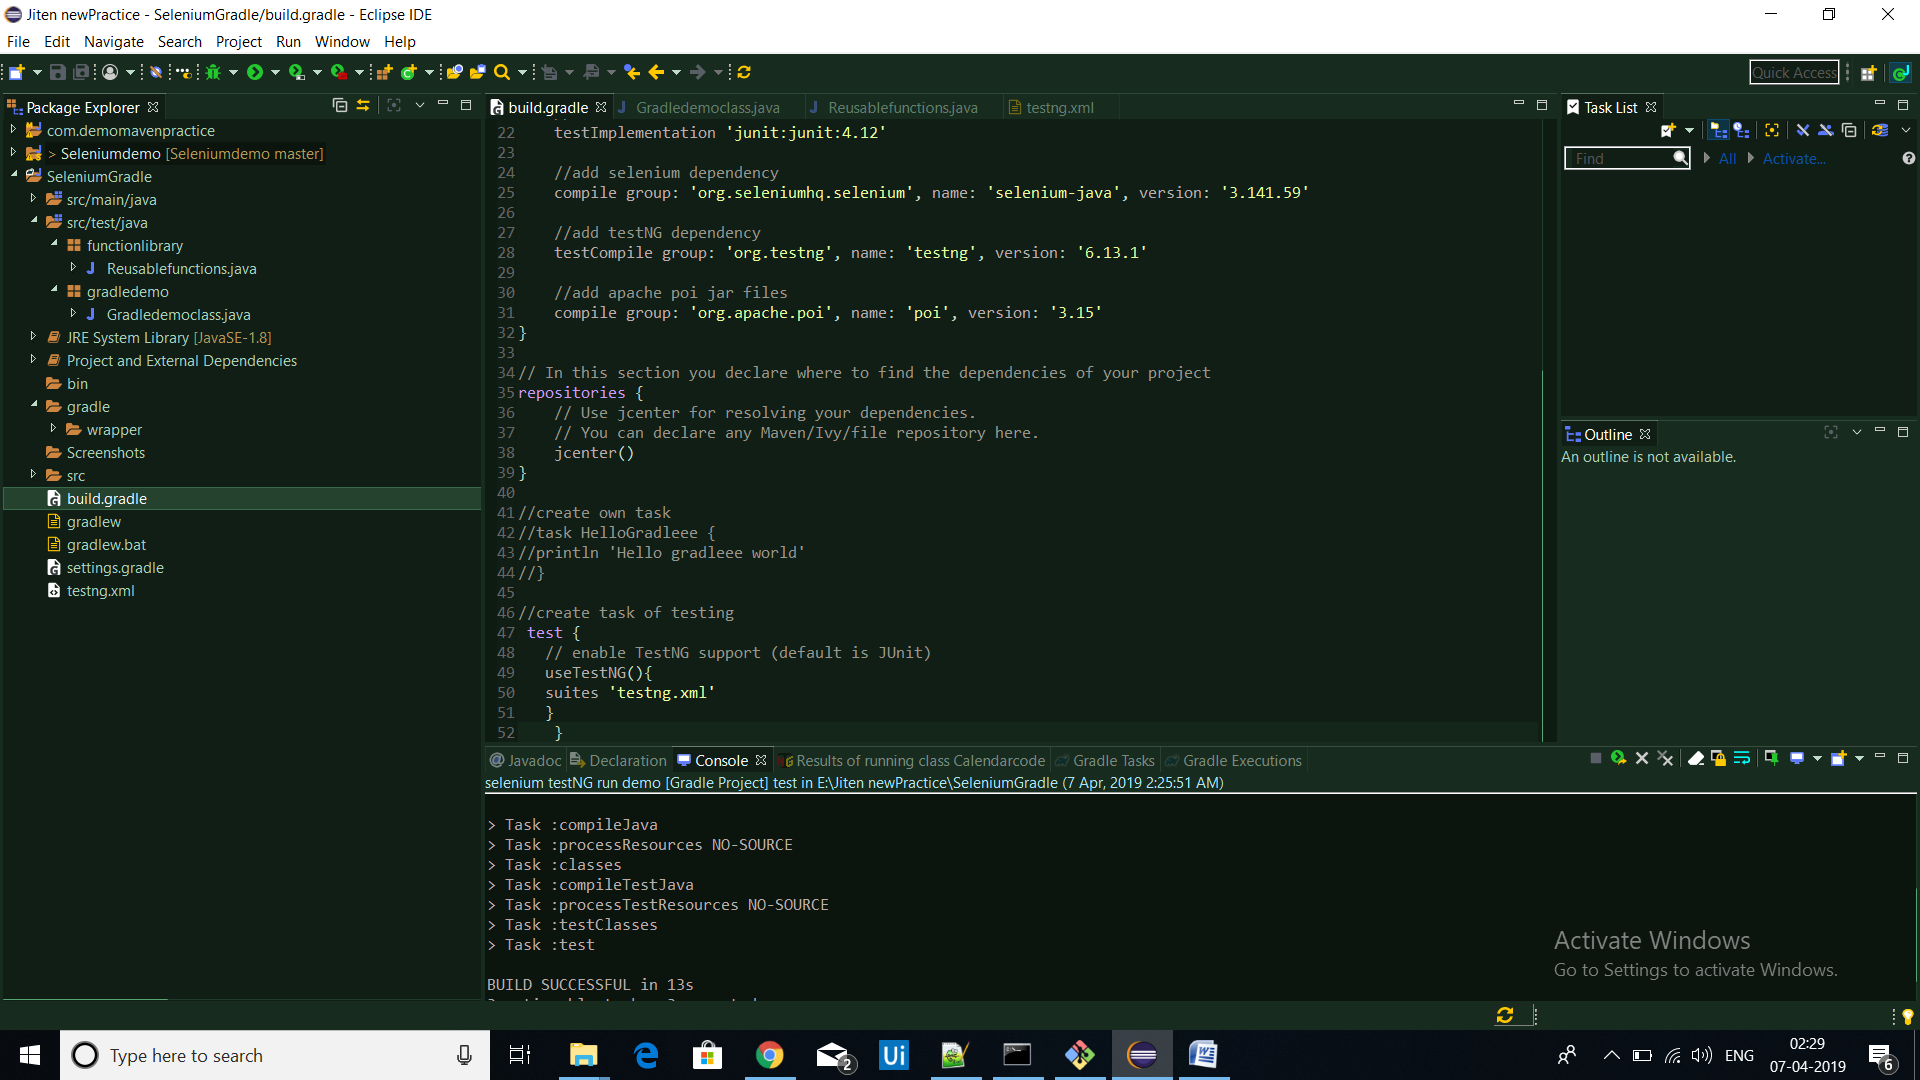 Jiten newPractice - SeleniumGradle/build.gradle - Eclipse IDE
File Edit Navigate Search Project Run Window Help
Quick Access
Package Explorer
com.demomavenpractice
> Seleniumdemo [Seleniumdemo master]
SeleniumGradle
src/main/java
src/test/java
functionlibrary
Reusablefunctions.java
gradledemo
Gradledemoclass.java
JRE System Library [JavaSE-1.8]
Project and External Dependencies
bin
gradle
wrapper
Screenshots
src
build.gradle
gradlew
gradlew.bat
settings.gradle
testng.xml
build.gradle Gradledemoclass.java Reusablefunctions.java testng.xml
22 testImplementation 'junit:junit:4.12'
23
24 //add selenium dependency
25 compile group: 'org.seleniumhq.selenium', name: 'selenium-java', version: '3.141.59'
26
27 //add testNG dependency
28 testCompile group: 'org.testng', name: 'testng', version: '6.13.1'
29
30 //add apache poi jar files
31 compile group: 'org.apache.poi', name: 'poi', version: '3.15'
32 }
33
34 // In this section you declare where to find the dependencies of your project
35 repositories {
36 // Use jcenter for resolving your dependencies.
37 // You can declare any Maven/Ivy/file repository here.
38 jcenter()
39 }
40
41 //create own task
42 //task HelloGradleee {
43 //println 'Hello gradleee world'
44 //}
45
46 //create task of testing
47 test {
48 // enable TestNG support (default is JUnit)
49 useTestNG(){
50 suites 'testng.xml'
51 }
52 }
Task List
Find All Activate...
Outline
An outline is not available.
Javadoc Declaration Console Results of running class Calendarcode Gradle Tasks Gradle Executions
selenium testNG run demo [Gradle Project] test in E:\Jiten newPractice\SeleniumGradle (7 Apr, 2019 2:25:51 AM)
> Task :compileJava
> Task :processResources NO-SOURCE
> Task :classes
> Task :compileTestJava
> Task :processTestResources NO-SOURCE
> Task :testClasses
> Task :test
BUILD SUCCESSFUL in 13s
Activate Windows
Go to Settings to activate Windows.
Type here to search
2
Ui
ENG
02:29
07-04-2019
6